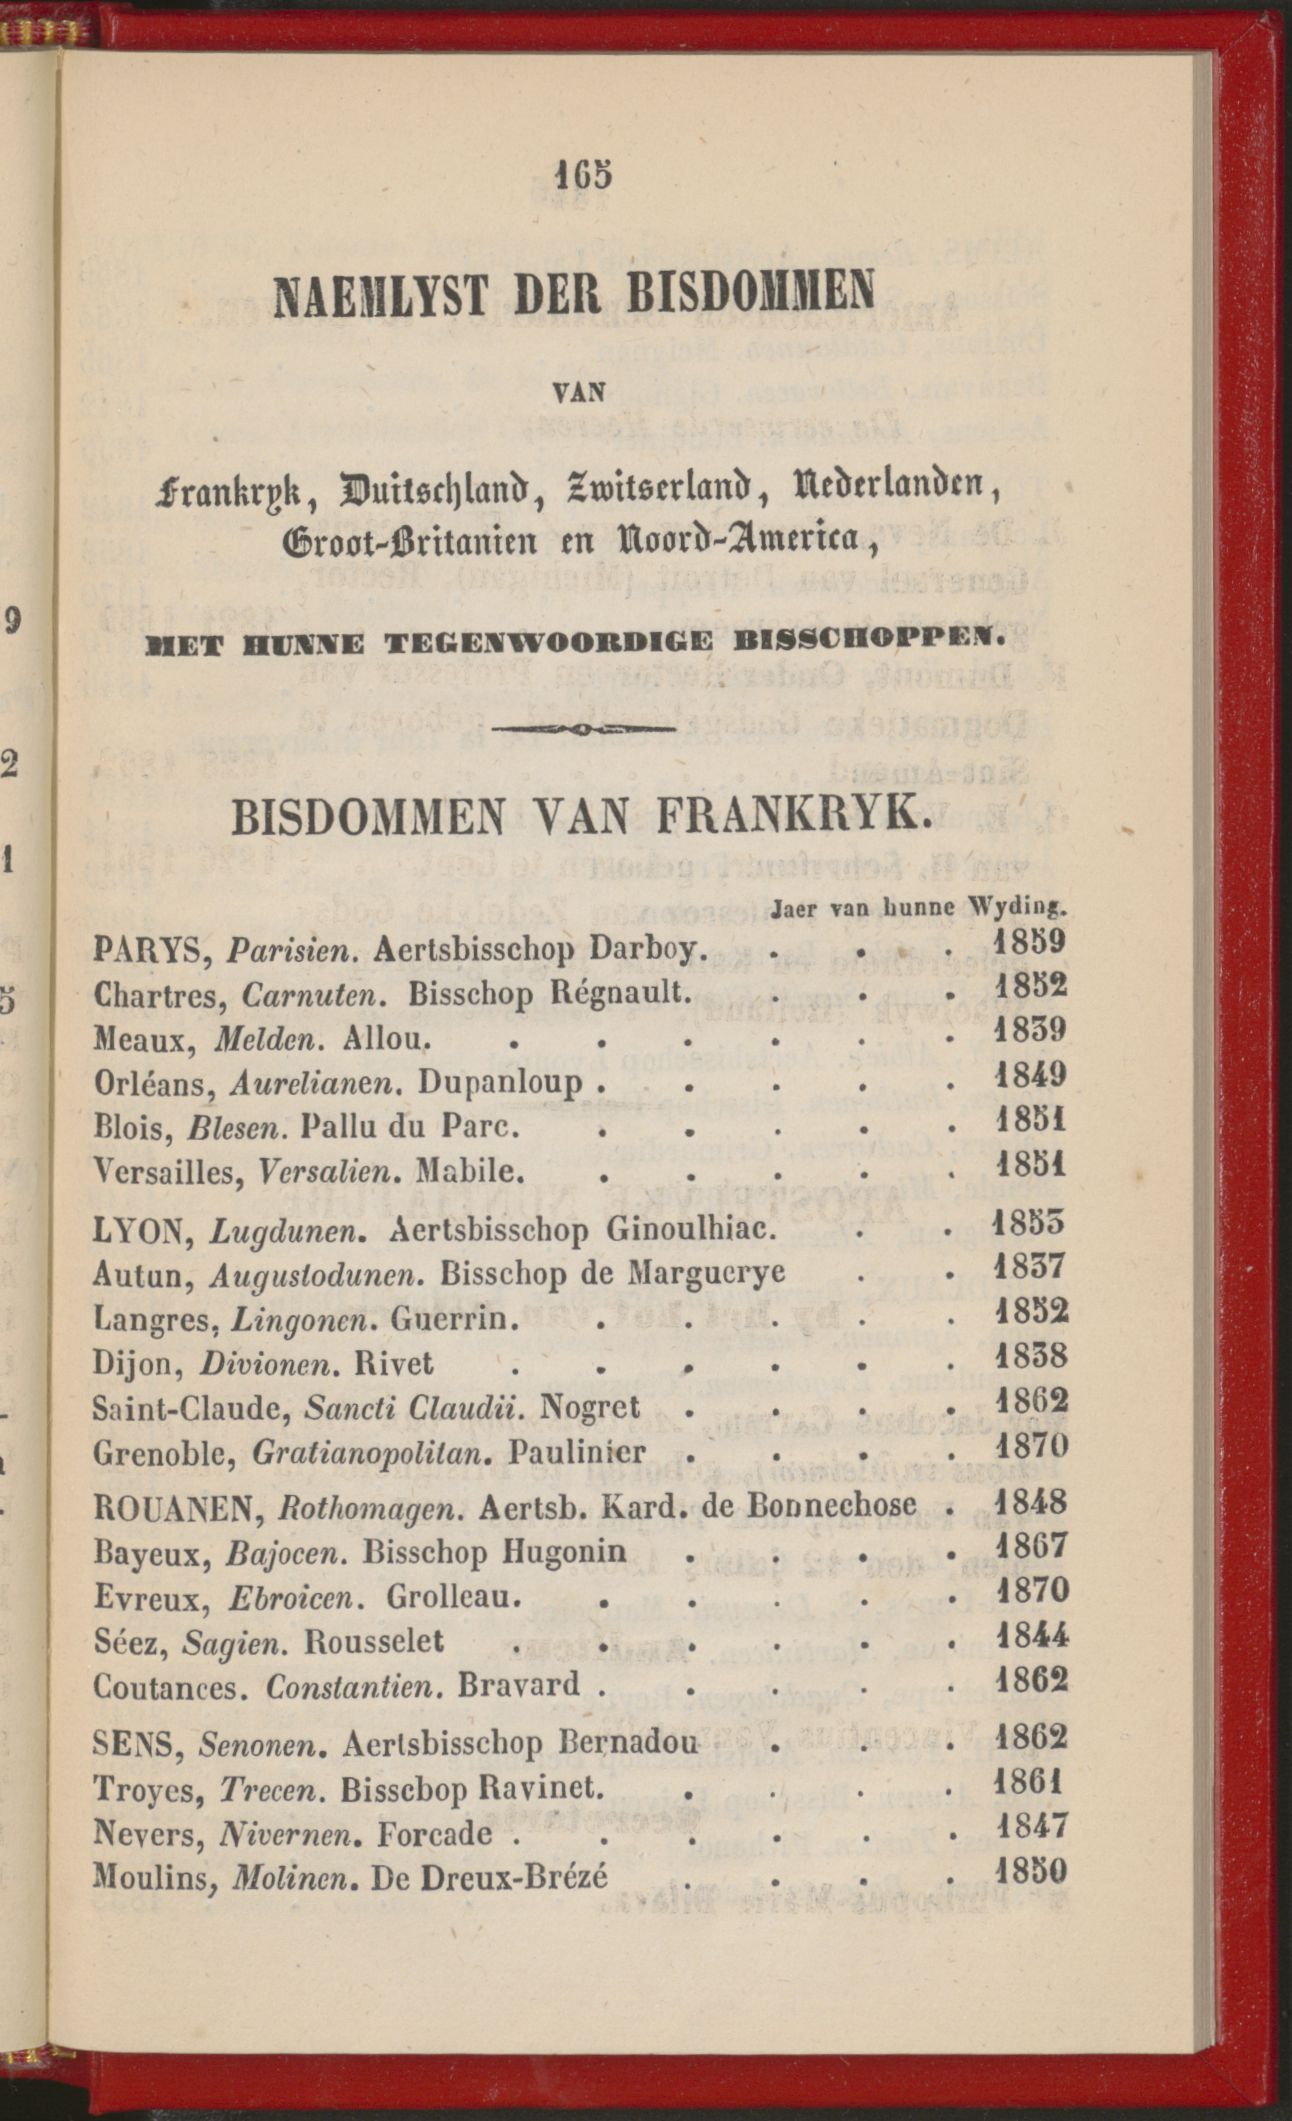 165
NAEMLYST DER BISDOMMEN
VAN
Frankryk, Duitschland, Zwitserland, Nederlanden,
Groot-Britanien en Noord-America,
MET HUNNE TEGENWOORDIGE BISSCHOPPEN.
BISDOMMEN VAN FRANKRYK.
Jaer van hunne Wyding.
PARYS, Parisien. Aertsbisschop Darboy. . . . 1859
Chartres, Carnuten. Bisschop Régnault. . . . 1852
Meaux, Melden. Allou. . . . . . . 1839
Orléans, Aurelianen. Dupanloup . . . . . 1849
Blois, Blesen. Pallu du Parc. . . . . . 1851
Versailles, Versalien. Mabile. . . . . . 1851
LYON, Lugdunen. Aertsbisschop Ginoulhiac. . . 1853
Autun, Augustodunen. Bisschop de Marguerye . . 1837
Langres, Lingonen. Guerrin. . . . . . 1852
Dijon, Divionen. Rivet . . . . . . 1838
Saint-Claude, Sancti Claudii. Nogret . . . . 1862
Grenoble, Gratianopolitan. Paulinier . . . . 1870
ROUANEN, Rothomagen. Aertsb. Kard. de Bonnechose . 1848
Bayeux, Bajocen. Bisschop Hugonin . . . . 1867
Evreux, Ebroicen. Grolleau. . . . . . 1870
Séez, Sagien. Rousselet . . . . . . 1844
Coutances. Constantien. Bravard . . . . . 1862
SENS, Senonen. Aertsbisschop Bernadou . . . 1862
Troyes, Trecen. Bisschop Ravinet. . . . . 1861
Nevers, Nivernen. Forcade . . . . . . 1847
Moulins, Molinen. De Dreux-Brézé . . . . 1850